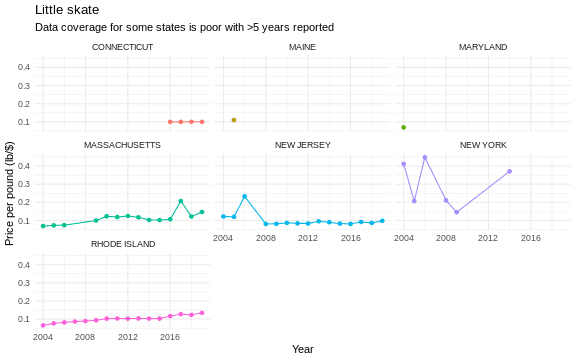 Little skate
Data coverage for some states is poor with >5 years reported
CONNECTICUT MAINE MARYLAND
0.4
0.3
0.2
0.1
MASSACHUSETTS NEW JERSEY NEW YORK
0.4
0.3
0.2
0.1
2004 2008 2012 2016 2004 2008 2012 2016
RHODE ISLAND
0.4
0.3
0.2
0.1
2004 2008 2012 2016
Price per pound (lb/$)
Year